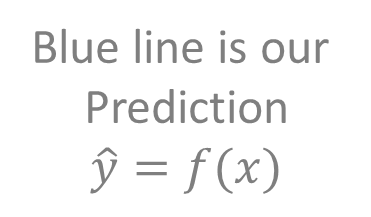 Blue line is our
Prediction
ŷ = f(x)